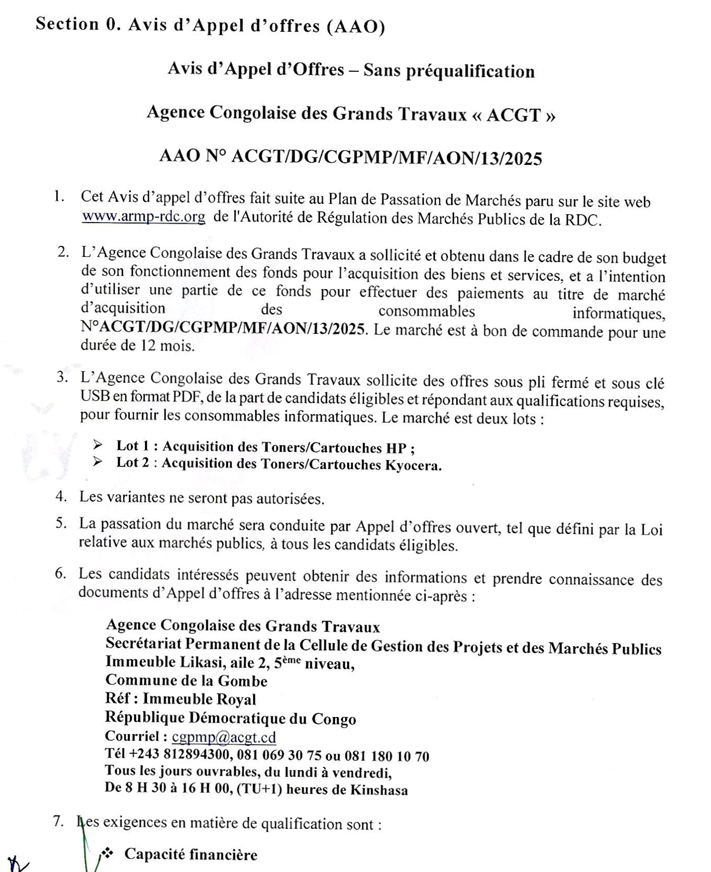 Section 0. Avis d'Appel d'offres (AAO)
Avis d'Appel d'Offres – Sans préqualification
Agence Congolaise des Grands Travaux « ACGT »
AAO N° ACGT/DG/CGPMP/MF/AON/13/2025
1. Cet Avis d'appel d'offres fait suite au Plan de Passation de Marchés paru sur le site web
www.armp-rdc.org de l'Autorité de Régulation des Marchés Publics de la RDC.
2. L'Agence Congolaise des Grands Travaux a sollicité et obtenu dans le cadre de son budget
de son fonctionnement des fonds pour l'acquisition des biens et services, et a l'intention
d'utiliser une partie de ce fonds pour effectuer des paiements au titre de marché
d'acquisition des consommables informatiques,
N°ACGT/DG/CGPMP/MF/AON/13/2025. Le marché est à bon de commande pour une
durée de 12 mois.
3. L'Agence Congolaise des Grands Travaux sollicite des offres sous pli fermé et sous clé
USB en format PDF, de la part de candidats éligibles et répondant aux qualifications requises,
pour fournir les consommables informatiques. Le marché est deux lots :
➢ Lot 1 : Acquisition des Toners/Cartouches HP ;
➢ Lot 2 : Acquisition des Toners/Cartouches Kyocera.
4. Les variantes ne seront pas autorisées.
5. La passation du marché sera conduite par Appel d'offres ouvert, tel que défini par la Loi
relative aux marchés publics, à tous les candidats éligibles.
6. Les candidats intéressés peuvent obtenir des informations et prendre connaissance des
documents d'Appel d'offres à l'adresse mentionnée ci-après :
Agence Congolaise des Grands Travaux
Secrétariat Permanent de la Cellule de Gestion des Projets et des Marchés Publics
Immeuble Likasi, aile 2, 5ème niveau,
Commune de la Gombe
Réf : Immeuble Royal
République Démocratique du Congo
Courriel : cgpmp@acgt.cd
Tél +243 812894300, 081 069 30 75 ou 081 180 10 70
Tous les jours ouvrables, du lundi à vendredi,
De 8 H 30 à 16 H 00, (TU+1) heures de Kinshasa
7. Les exigences en matière de qualification sont :
❖ Capacité financière